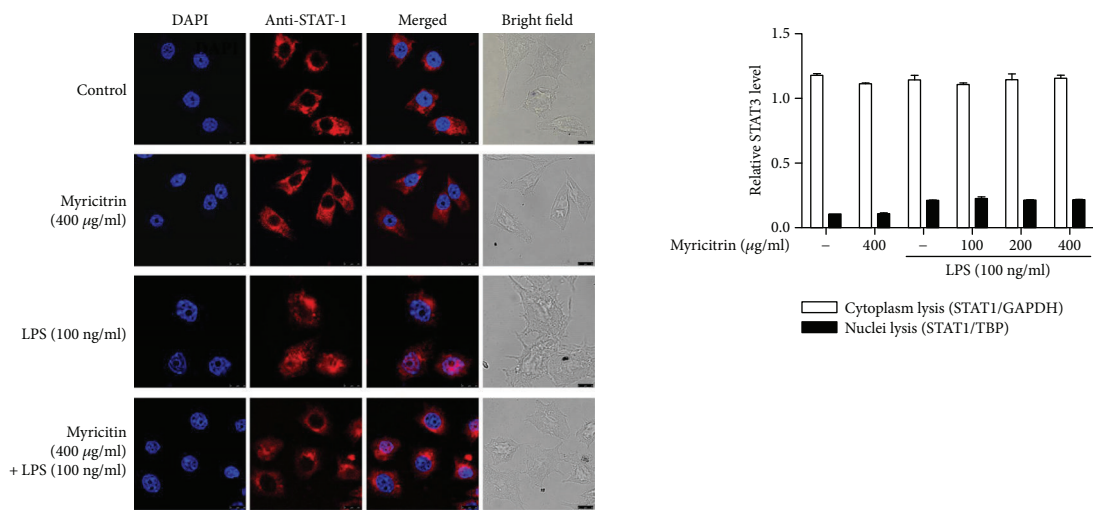 DAPI Anti-STAT-1 Merged Bright field
Control
Myricitrin
(400 μg/ml)
LPS (100 ng/ml)
Myricitin
(400 μg/ml)
+ LPS (100 ng/ml)
Relative STAT3 level
1.5
1.0
0.5
0.0
Myricitrin (μg/ml) – 400 – 100 200 400
LPS (100 ng/ml)
Cytoplasm lysis (STAT1/GAPDH)
Nuclei lysis (STAT1/TBP)